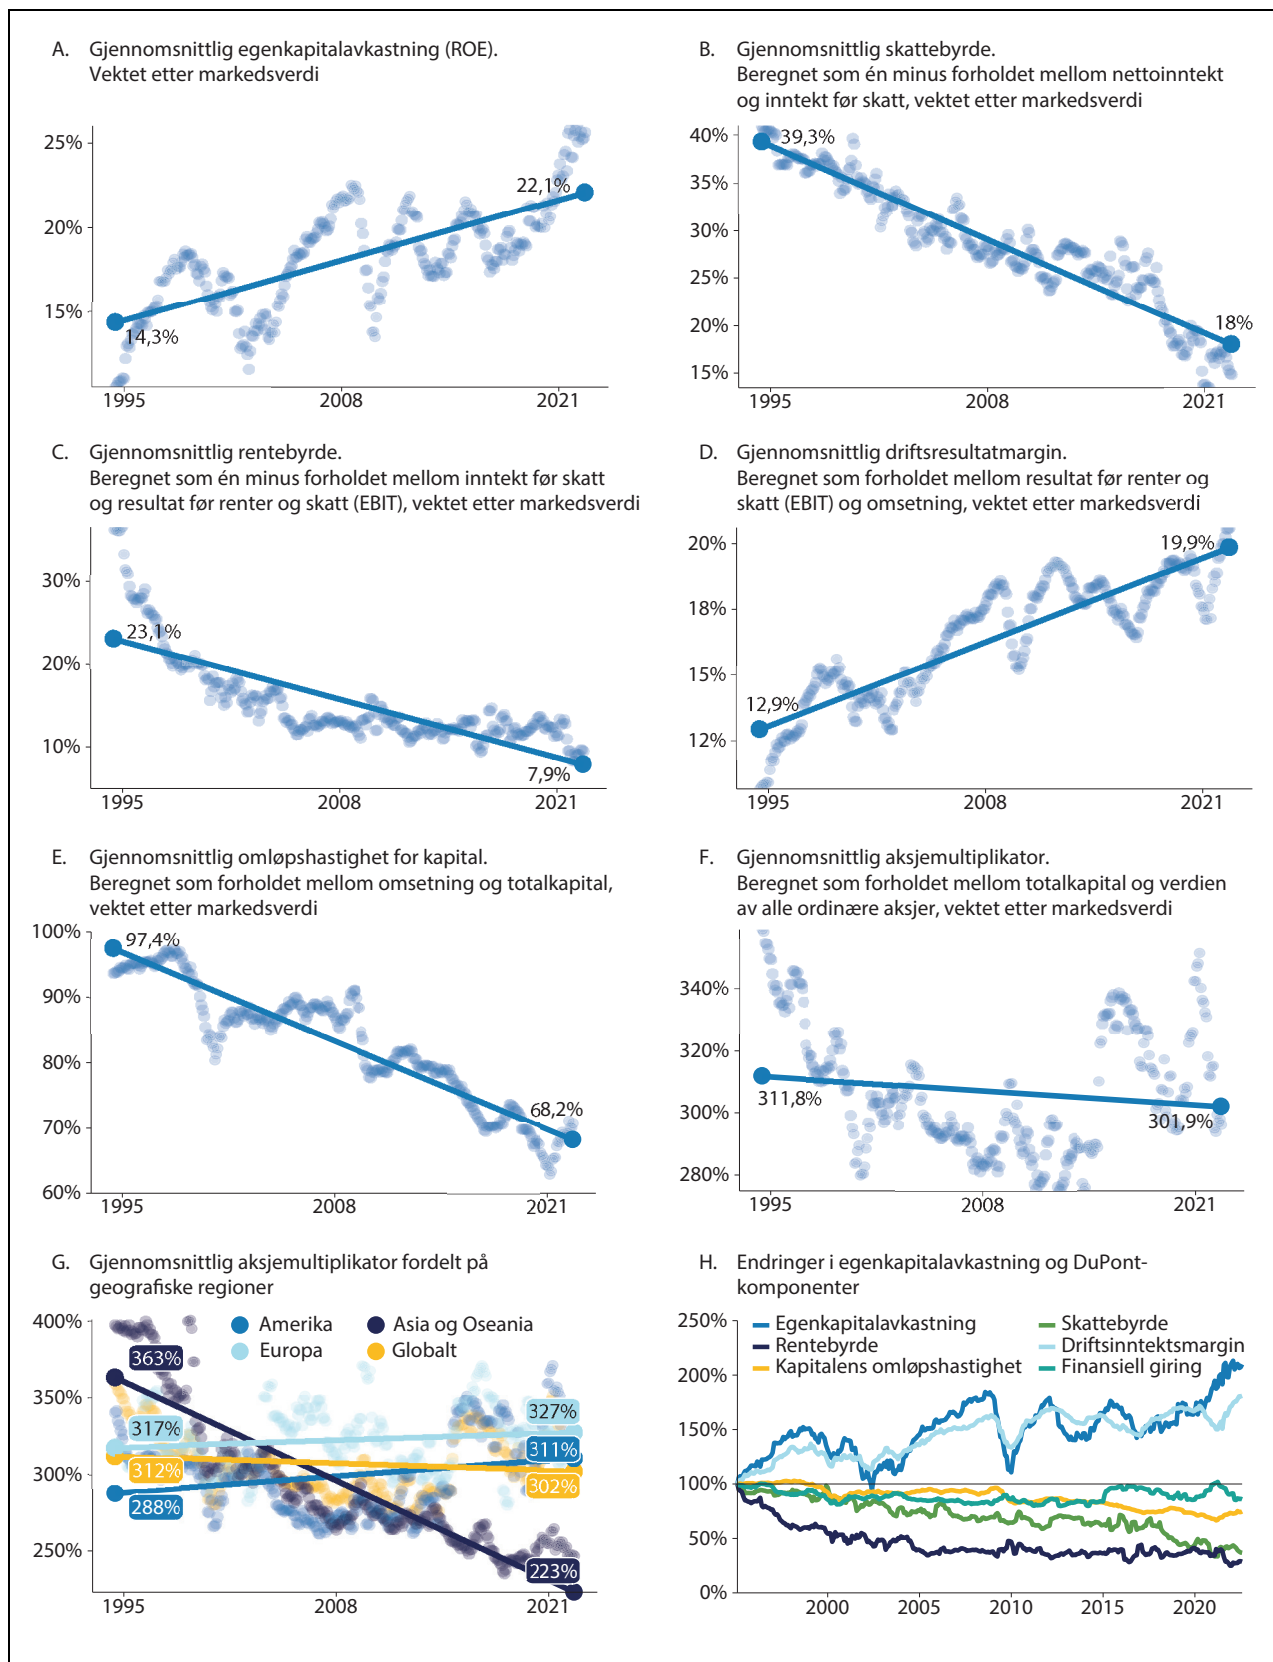 A. Gjennomsnittlig egenkapitalavkastning (ROE).
Vektet etter markedsverdi
25%
20%
15%
22,1%
14,3%
1995 2008 2021
B. Gjennomsnittlig skattebyrde.
Beregnet som én minus forholdet mellom nettoinntekt
og inntekt før skatt, vektet etter markedsverdi
40%
35%
30%
25%
20%
15%
39,3%
18%
1995 2008 2021
C. Gjennomsnittlig rentebyrde.
Beregnet som én minus forholdet mellom inntekt før skatt
og resultat før renter og skatt (EBIT), vektet etter markedsverdi
30%
20%
10%
23,1%
7,9%
1995 2008 2021
D. Gjennomsnittlig driftsresultatmargin.
Beregnet som forholdet mellom resultat før renter og
skatt (EBIT) og omsetning, vektet etter markedsverdi
20%
18%
15%
12%
19,9%
12,9%
1995 2008 2021
E. Gjennomsnittlig omløpshastighet for kapital.
Beregnet som forholdet mellom omsetning og totalkapital,
vektet etter markedsverdi
100%
90%
80%
70%
60%
97,4%
68,2%
1995 2008 2021
F. Gjennomsnittlig aksjemultiplikator.
Beregnet som forholdet mellom totalkapital og verdien
av alle ordinære aksjer, vektet etter markedsverdi
340%
320%
300%
280%
311,8%
301,9%
1995 2008 2021
G. Gjennomsnittlig aksjemultiplikator fordelt på
geografiske regioner
Amerika Asia og Oseania
Europa Globalt
400%
350%
300%
250%
363%
317%
312%
288%
327%
311%
302%
223%
1995 2008 2021
H. Endringer i egenkapitalavkastning og DuPont-
komponenter
250%
200%
150%
100%
50%
0%
Egenkapitalavkastning Skattebyrde
Rentebyrde Driftsinntektsmargin
Kapitalens omløpshastighet Finansiell giring
2000 2005 2010 2015 2020